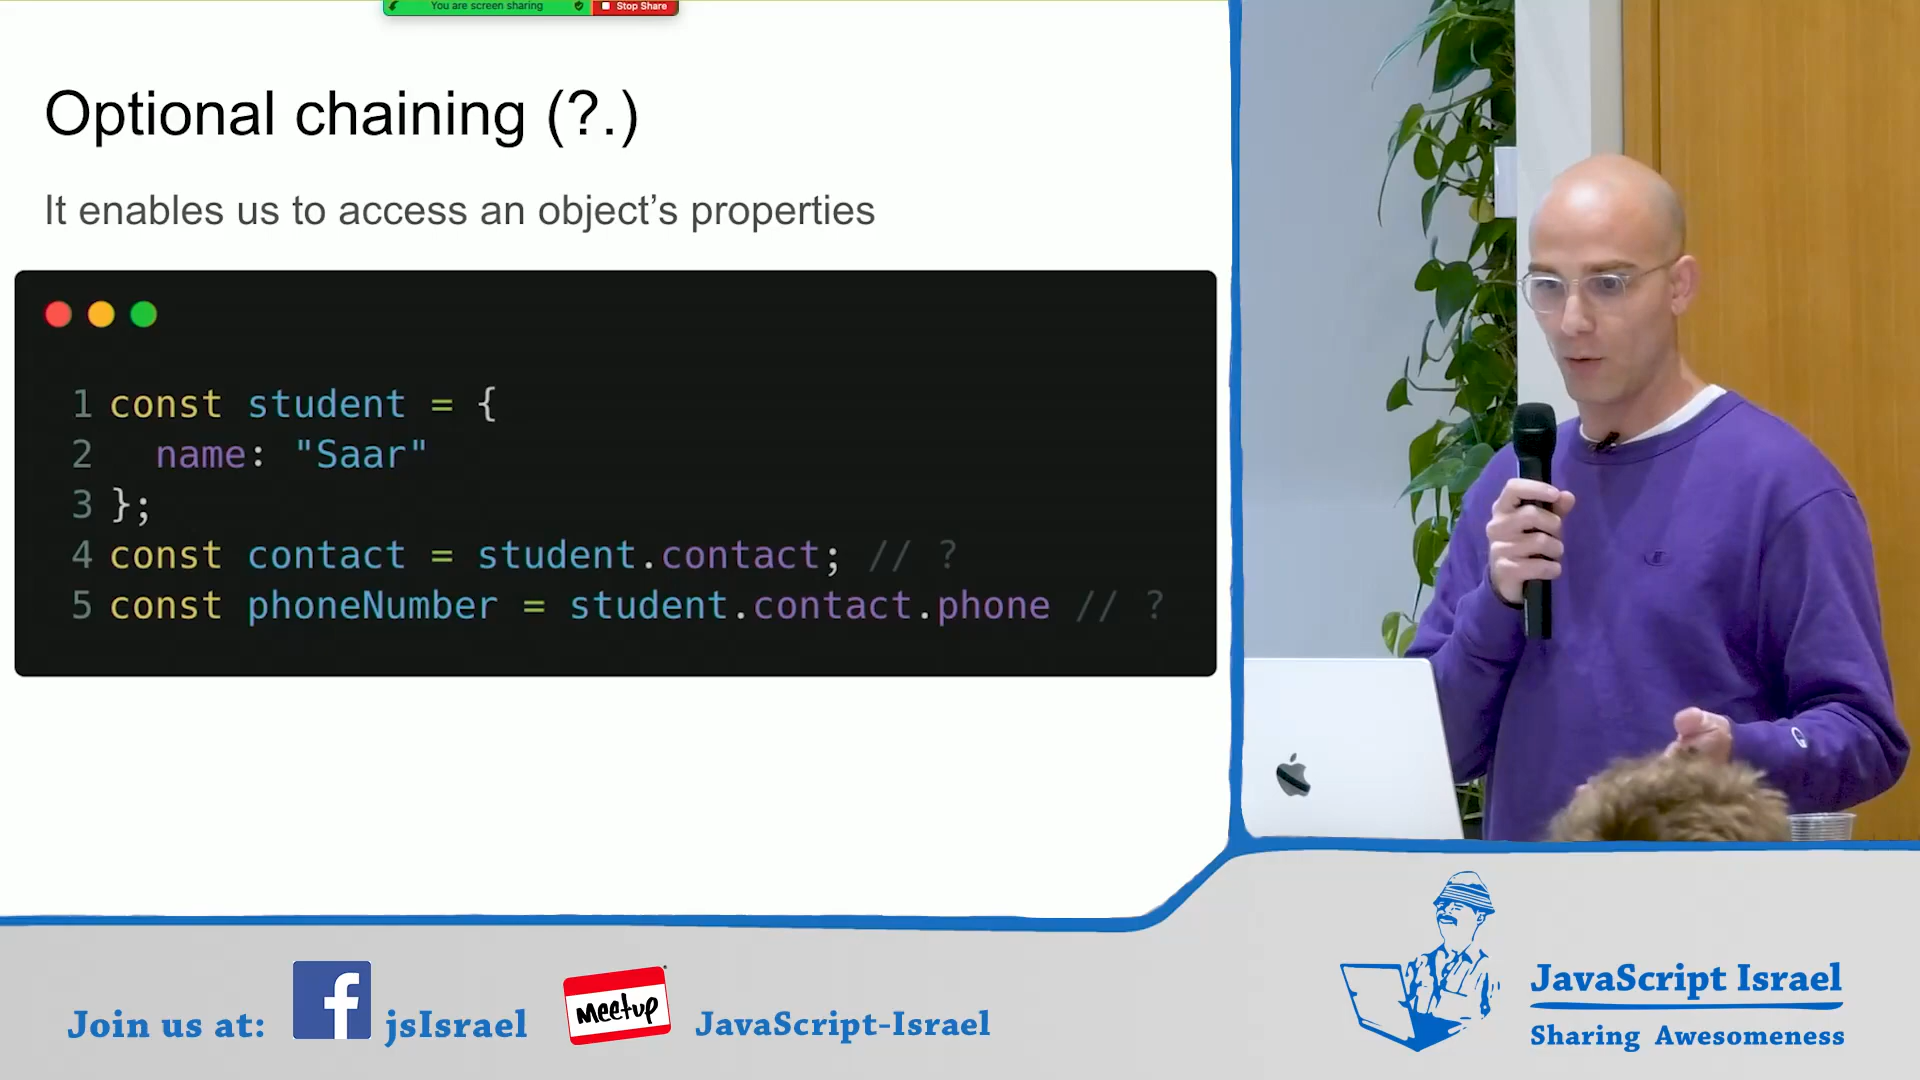 You are screen sharing
Stop Share
Optional chaining (?.)
It enables us to access an object’s properties
1 const student = {
2   name: "Saar"
3 };
4 const contact = student.contact; // ?
5 const phoneNumber = student.contact.phone // ?
Join us at:
f
jsIsrael
meetup
JavaScript-Israel
JavaScript Israel
Sharing Awesomeness